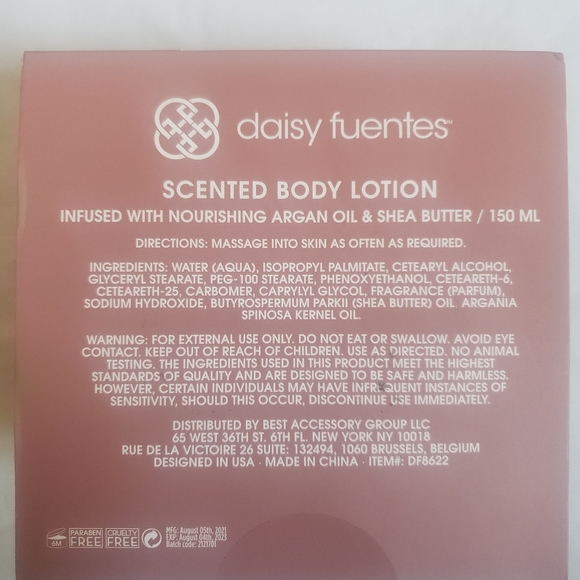 daisy fuentes™
SCENTED BODY LOTION
INFUSED WITH NOURISHING ARGAN OIL & SHEA BUTTER / 150 ML
DIRECTIONS: MASSAGE INTO SKIN AS OFTEN AS REQUIRED.
INGREDIENTS: WATER (AQUA), ISOPROPYL PALMITATE, CETEARYL ALCOHOL,
GLYCERYL STEARATE, PEG-100 STEARATE, PHENOXYETHANOL, CETEARETH-6,
CETEARETH-25, CARBOMER, CAPRYLYL GLYCOL, FRAGRANCE (PARFUM),
SODIUM HYDROXIDE, BUTYROSPERMUM PARKII (SHEA BUTTER) OIL. ARGANIA
SPINOSA KERNEL OIL.
WARNING: FOR EXTERNAL USE ONLY. DO NOT EAT OR SWALLOW. AVOID EYE
CONTACT. KEEP OUT OF REACH OF CHILDREN. USE AS DIRECTED. NO ANIMAL
TESTING. THE INGREDIENTS USED IN THIS PRODUCT MEET THE HIGHEST
STANDARDS OF QUALITY AND ARE DESIGNED TO BE SAFE AND HARMLESS.
HOWEVER, CERTAIN INDIVIDUALS MAY HAVE INFREQUENT INSTANCES OF
SENSITIVITY, SHOULD THIS OCCUR, DISCONTINUE USE IMMEDIATELY.
DISTRIBUTED BY BEST ACCESSORY GROUP LLC
65 WEST 36TH ST. 6TH FL. NEW YORK NY 10018
RUE DE LA VICTOIRE 26 SUITE: 132494, 1060 BRUSSELS, BELGIUM
DESIGNED IN USA · MADE IN CHINA · ITEM#: DF8622
6M
PARABEN
FREE
CRUELTY
FREE
MFG: August 05th, 2021
EXP: August 04th, 2023
Batch code: 2121701